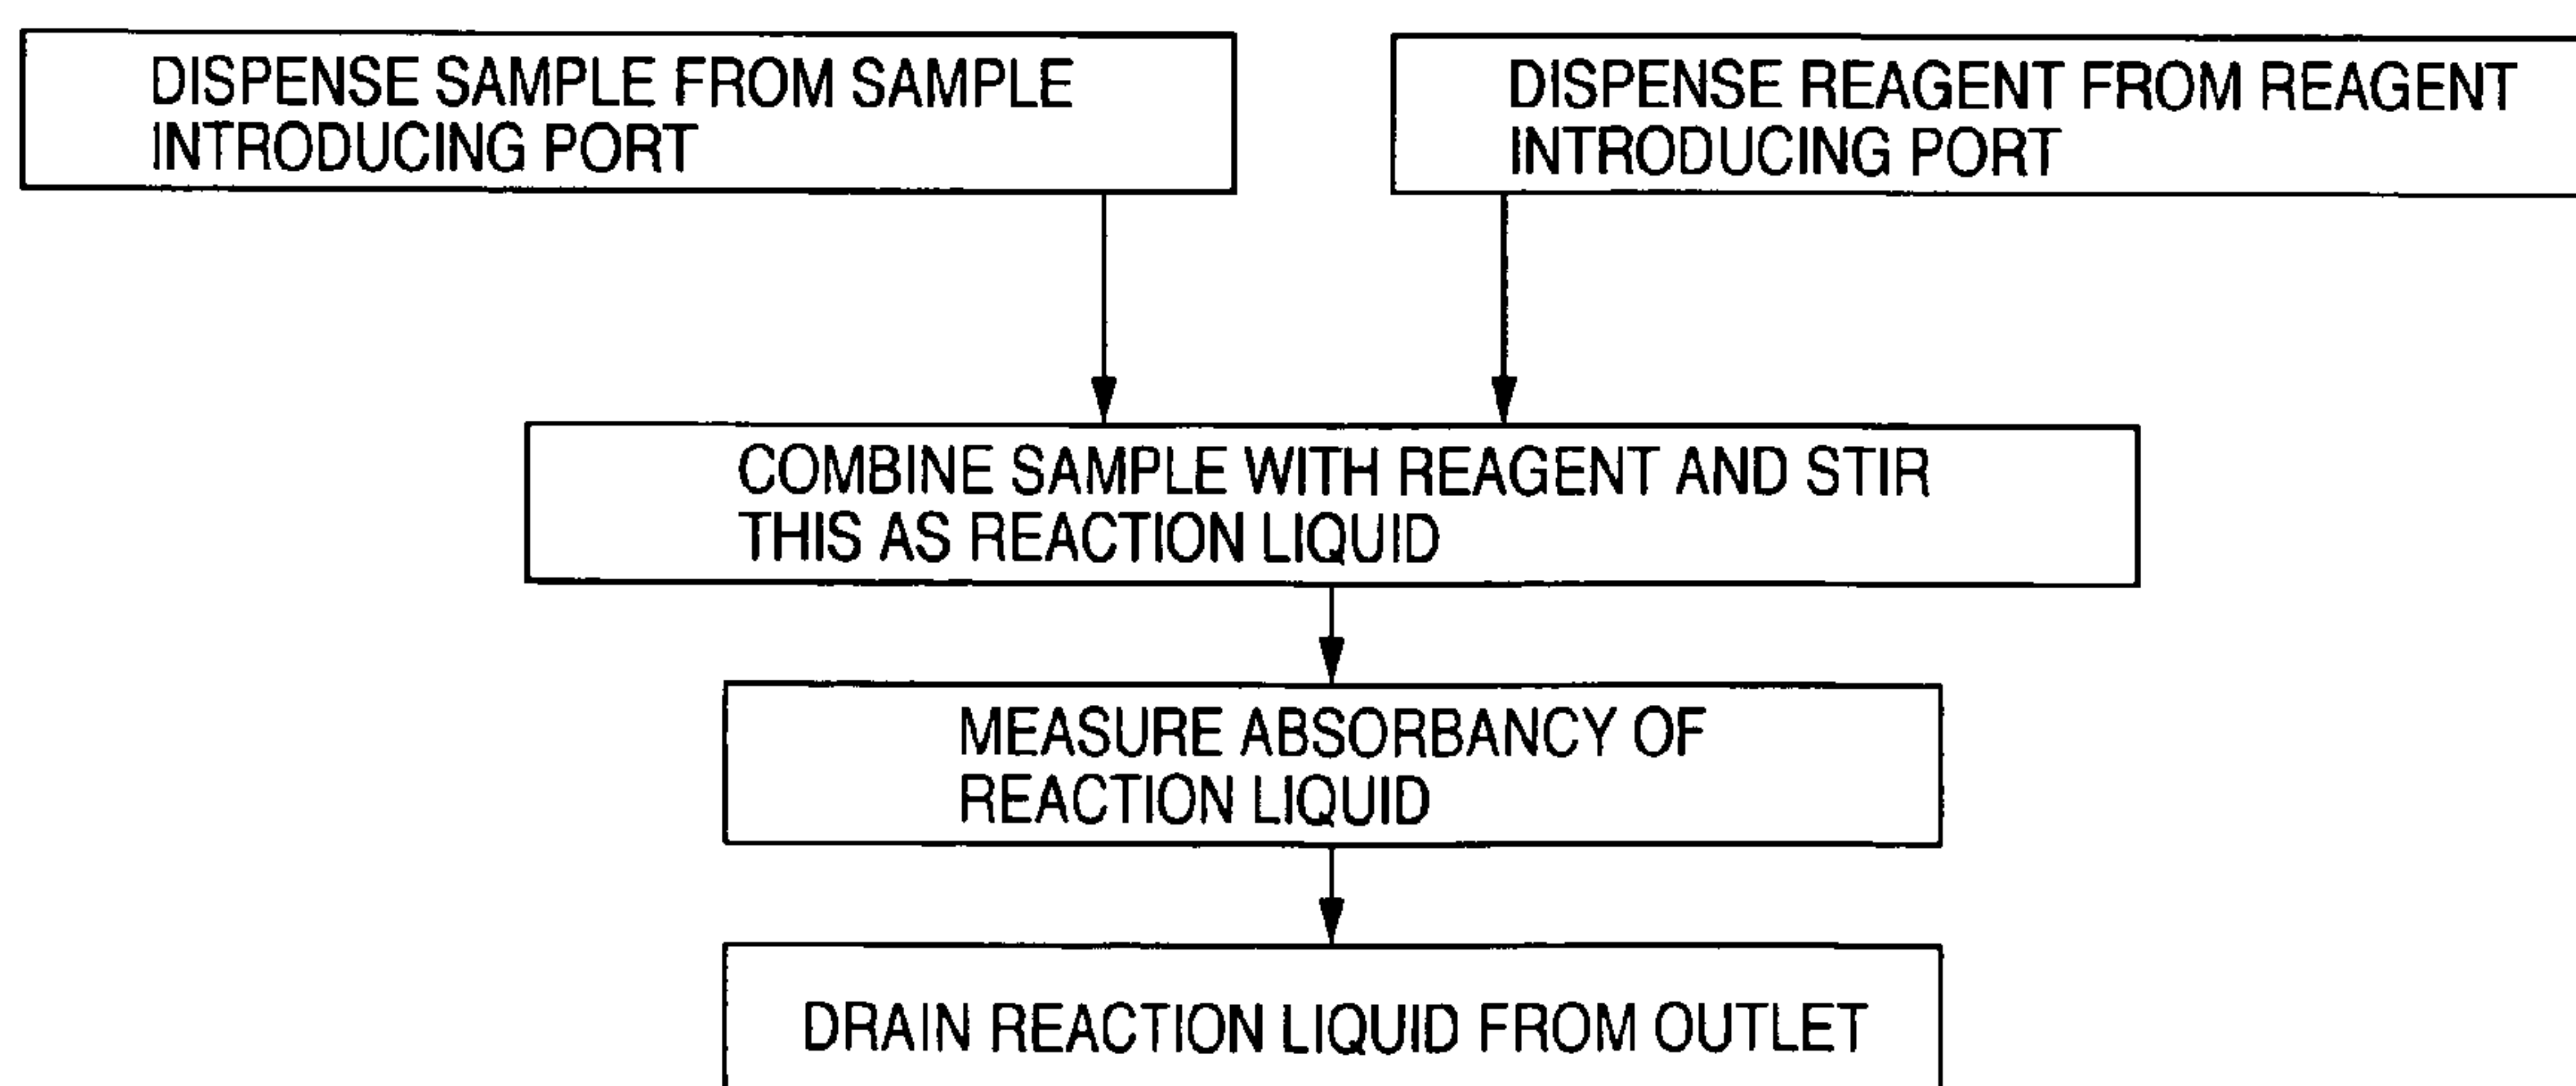 DISPENSE SAMPLE FROM SAMPLE
INTRODUCING PORT
DISPENSE REAGENT FROM REAGENT
INTRODUCING PORT
COMBINE SAMPLE WITH REAGENT AND STIR
THIS AS REACTION LIQUID
MEASURE ABSORBANCY OF
REACTION LIQUID
DRAIN REACTION LIQUID FROM OUTLET